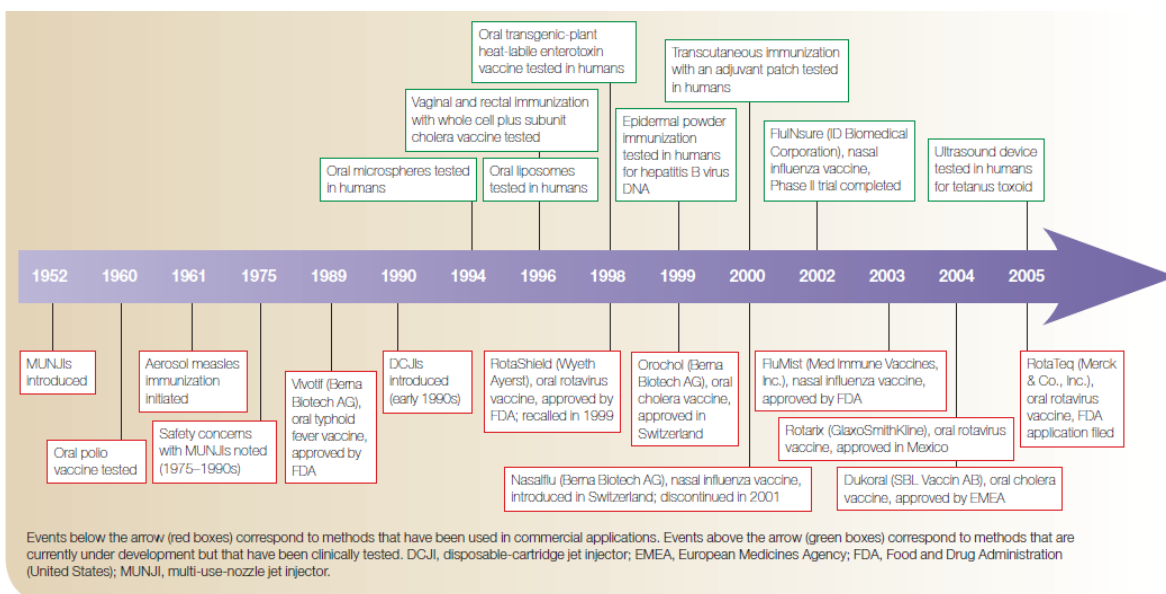 Oral transgenic-plant
heat-labile enterotoxin
vaccine tested in humans
Transcutaneous immunization
with an adjuvant patch tested
in humans
Vaginal and rectal immunization
with whole cell plus subunit
cholera vaccine tested
Epidermal powder
immunization
tested in humans
for hepatitis B virus
DNA
FluINsure (ID Biomedical
Corporation), nasal
influenza vaccine,
Phase II trial completed
Ultrasound device
tested in humans
for tetanus toxoid
Oral microspheres tested
in humans
Oral liposomes
tested in humans
1952 1960 1961 1975 1989 1990 1994 1996 1998 1999 2000 2002 2003 2004 2005
MUNJIs
introduced
Aerosol measles
immunization
initiated
Vivotif (Berna
Biotech AG),
oral typhoid
fever vaccine,
approved by
FDA
DCJIs
introduced
(early 1990s)
RotaShield (Wyeth
Ayerst), oral rotavirus
vaccine, approved by
FDA; recalled in 1999
Orochol (Berna
Biotech AG), oral
cholera vaccine,
approved in
Switzerland
FluMist (Med Immune Vaccines,
Inc.), nasal influenza vaccine,
approved by FDA
RotaTeq (Merck
& Co., Inc.),
oral rotavirus
vaccine, FDA
application filed
Oral polio
vaccine tested
Safety concerns
with MUNJIs noted
(1975–1990s)
Rotarix (GlaxoSmithKline), oral rotavirus
vaccine, approved in Mexico
Nasalflu (Berna Biotech AG), nasal influenza vaccine,
introduced in Switzerland; discontinued in 2001
Dukoral (SBL Vaccin AB), oral cholera
vaccine, approved by EMEA
Events below the arrow (red boxes) correspond to methods that have been used in commercial applications. Events above the arrow (green boxes) correspond to methods that are
currently under development but that have been clinically tested. DCJI, disposable-cartridge jet injector; EMEA, European Medicines Agency; FDA, Food and Drug Administration
(United States); MUNJI, multi-use-nozzle jet injector.